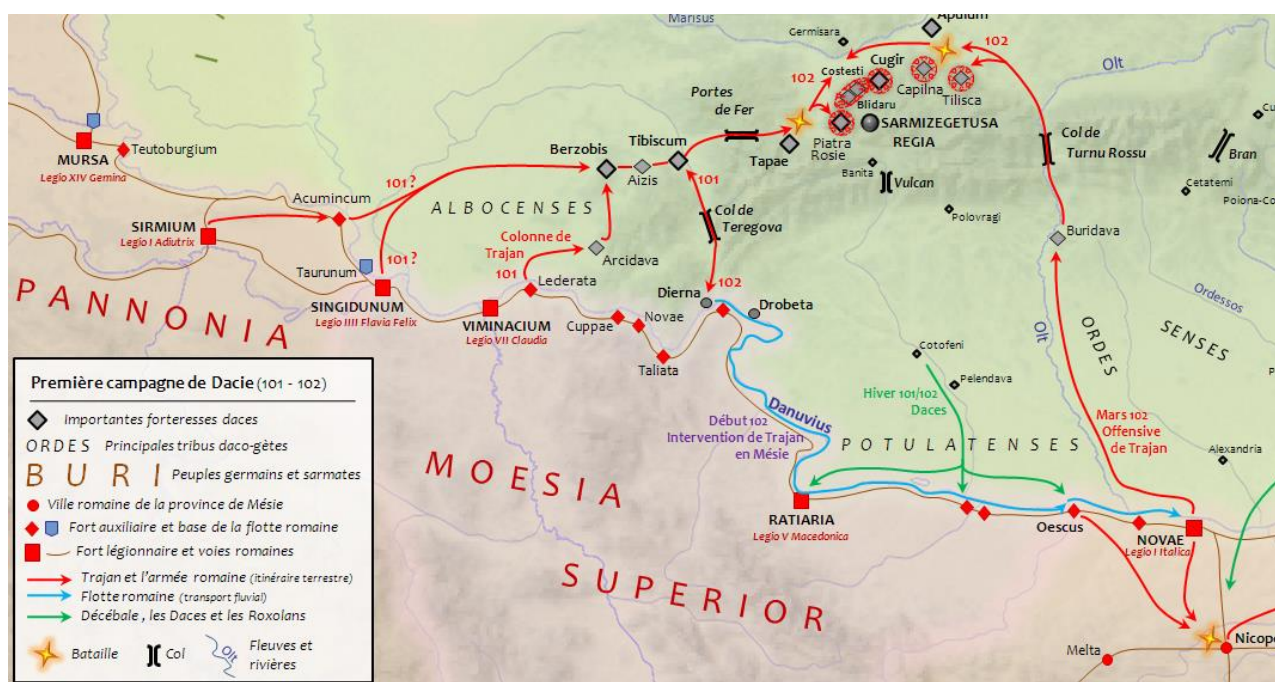 Marisus
Apulum
Germisara
102
Olt
Costesti
Cugir
102
Portes
de Fer
Blidaru
Capilna
Tilisca
SARMIZEGETUSA
REGIA
Piatra
Rosie
Tapae
Banita
Vulcan
Col de
Turnu Rossu
Bran
Cetatemi
Polovragi
Buridava
Ordessos
MURSA
Legio XIV Gemina
Teutoburgium
Berzobis
Tibiscum
Aizis
101
101 ?
Acumincum
ALBOCENSES
Col de
Teregova
SIRMIUM
Legio I Adiutrix
Colonne de
Trajan
Arcidava
101 ?
101
102
Taurunum
SINGIDUNUM
Legio IIII Flavia Felix
Lederata
Dierna
Drobeta
PANNONIA
VIMINACIUM
Legio VII Claudia
Cuppae
Novae
Taliata
Cotofeni
Olt
ORDES
SENSES
Pelendava
Danuvius
Hiver 101/102
Daces
Début 102
Intervention de Trajan
en Mésie
POTULATENSES
Mars 102
Offensive
de Trajan
Alexandria
MOESIA
SUPERIOR
RATIARIA
Legio V Macedonica
Oescus
NOVAE
Legio I Italica
Melta
Nicop
Première campagne de Dacie (101 - 102)
Importantes forteresses daces
ORDES Principales tribus daco-gètes
BURI Peuples germains et sarmates
Ville romaine de la province de Mésie
Fort auxiliaire et base de la flotte romaine
Fort légionnaire et voies romaines
Trajan et l'armée romaine (itinéraire terrestre)
Flotte romaine (transport fluvial)
Décébale , les Daces et les Roxolans
Bataille
Col
Olt
Fleuves et
rivières